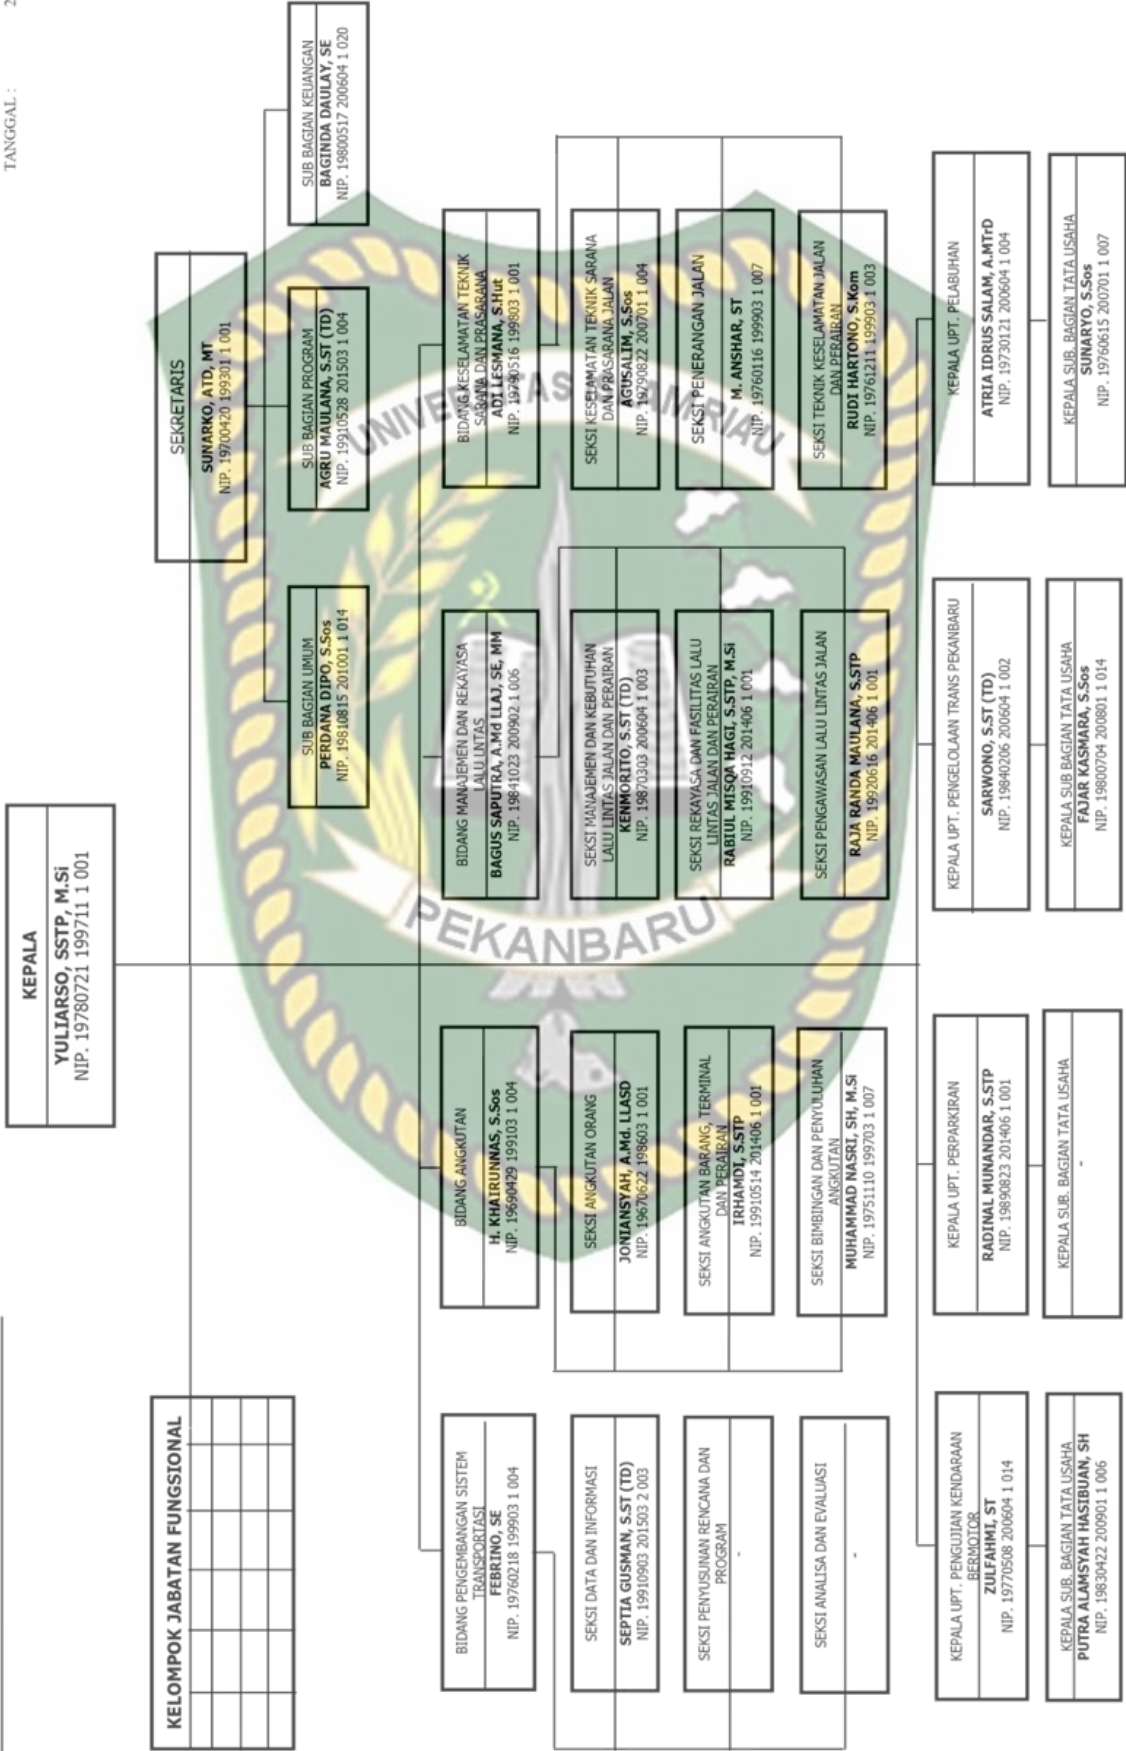 TANGGAL : 2
KEPALA
YULIARSO, SSTP, M.Si
NIP. 19780721 199711 1 001
KELOMPOK JABATAN FUNGSIONAL
SEKRETARIS
SUNARKO, ATD, MT
NIP. 19700420 199301 1 001
SUB BAGIAN UMUM
PERDANA DIPO, S.Sos
NIP. 19810815 201001 1 014
SUB BAGIAN PROGRAM
AGRU MAULANA, S.ST (TD)
NIP. 19910528 201503 1 004
SUB BAGIAN KEUANGAN
BAGINDA DAULAY, SE
NIP. 19800517 200604 1 020
BIDANG PENGEMBANGAN SISTEM
TRANSPORTASI
FEBRINO, SE
NIP. 19760218 199903 1 004
BIDANG ANGKUTAN
H. KHAIRUNNAS, S.Sos
NIP. 19690429 199103 1 004
BIDANG MANAJEMEN DAN REKAYASA
LALU LINTAS
BAGUS SAPUTRA, A.Md LLAJ, SE, MM
NIP. 19841023 200902 1 006
BIDANG KESELAMATAN TEKNIK
SARANA DAN PRASARANA
ADI LESMANA, S.Hut
NIP. 19790516 199803 1 001
SEKSI DATA DAN INFORMASI
SEPTIA GUSMAN, S.ST (TD)
NIP. 19910903 201503 2 003
SEKSI ANGKUTAN ORANG
JONIANSYAH, A.Md. LLASD
NIP. 19670622 198603 1 001
SEKSI MANAJEMEN DAN KEBUTUHAN
LALU LINTAS JALAN DAN PERAIRAN
KENMORITO, S.ST (TD)
NIP. 19870303 200604 1 003
SEKSI KESELAMATAN TEKNIK SARANA
DAN PRASARANA JALAN
AGUSALIM, S.Sos
NIP. 19790822 200701 1 004
SEKSI PENYUSUNAN RENCANA DAN
PROGRAM
-
SEKSI ANGKUTAN BARANG, TERMINAL
DAN PERAIRAN
IRHAMDI, S.STP
NIP. 19910514 201406 1 001
SEKSI REKAYASA DAN FASILITAS LALU
LINTAS JALAN DAN PERAIRAN
RABIUL MISQA HAGI, S.STP, M.Si
NIP. 19910912 201406 1 001
SEKSI PENERANGAN JALAN
M. ANSHAR, ST
NIP. 19760116 199903 1 007
SEKSI ANALISA DAN EVALUASI
-
SEKSI BIMBINGAN DAN PENYULUHAN
ANGKUTAN
MUHAMMAD NASRI, SH, M.Si
NIP. 19751110 199703 1 007
SEKSI PENGAWASAN LALU LINTAS JALAN
RAJA RANDA MAULANA, S.STP
NIP. 19920616 201406 1 001
SEKSI TEKNIK KESELAMATAN JALAN
DAN PERAIRAN
RUDI HARTONO, S.Kom
NIP. 19761211 199903 1 003
KEPALA UPT. PENGUJIAN KENDARAAN
BERMOTOR
ZULFAHMI, ST
NIP. 19770508 200604 1 014
KEPALA UPT. PERPARKIRAN
RADINAL MUNANDAR, S.STP
NIP. 19890823 201406 1 001
KEPALA UPT. PENGELOLAAN TRANS PEKANBARU
SARWONO, S.ST (TD)
NIP. 19840206 200604 1 002
KEPALA UPT. PELABUHAN
ATRIA IDRUS SALAM, A.MTrD
NIP. 19730121 200604 1 004
KEPALA SUB. BAGIAN TATA USAHA
PUTRA ALAMSYAH HASIBUAN, SH
NIP. 19830422 200901 1 006
KEPALA SUB. BAGIAN TATA USAHA
-
KEPALA SUB BAGIAN TATA USAHA
FAJAR KASMARA, S.Sos
NIP. 19800704 200801 1 014
KEPALA SUB. BAGIAN TATA USAHA
SUNARYO, S.Sos
NIP. 19760615 200701 1 007
UNIVERSITAS ISLAM RIAU
PEKANBARU